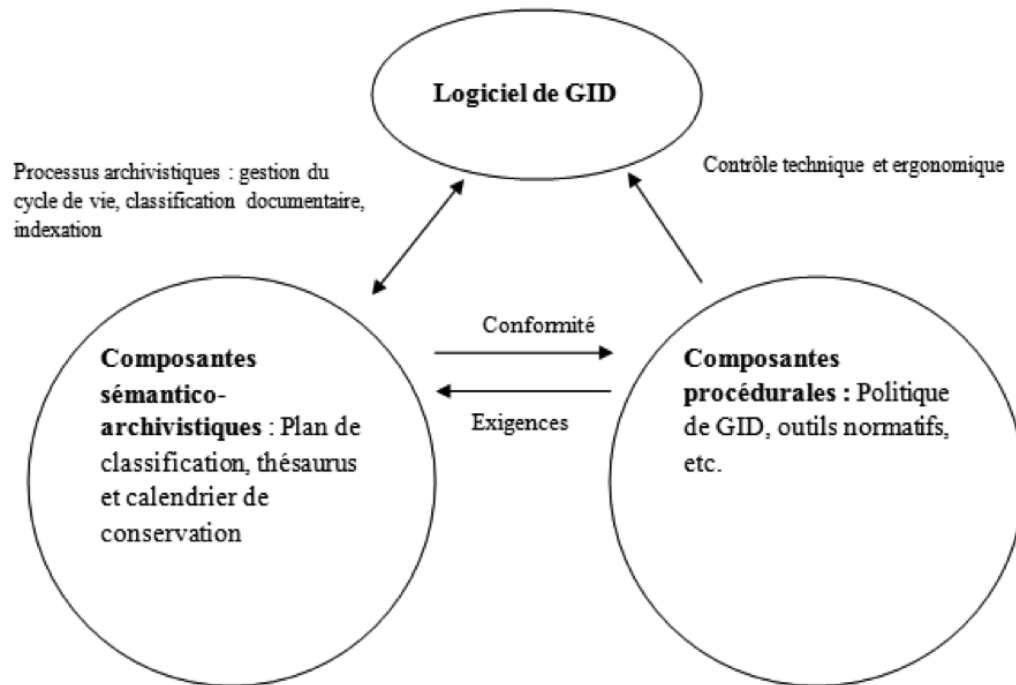 Logiciel de GID
Processus archivistiques : gestion du
cycle de vie, classification documentaire,
indexation
Contrôle technique et ergonomique
Conformité
Exigences
Composantes
sémantico-
archivistiques : Plan de
classification, thésaurus
et calendrier de
conservation
Composantes
procédurales : Politique
de GID, outils normatifs,
etc.